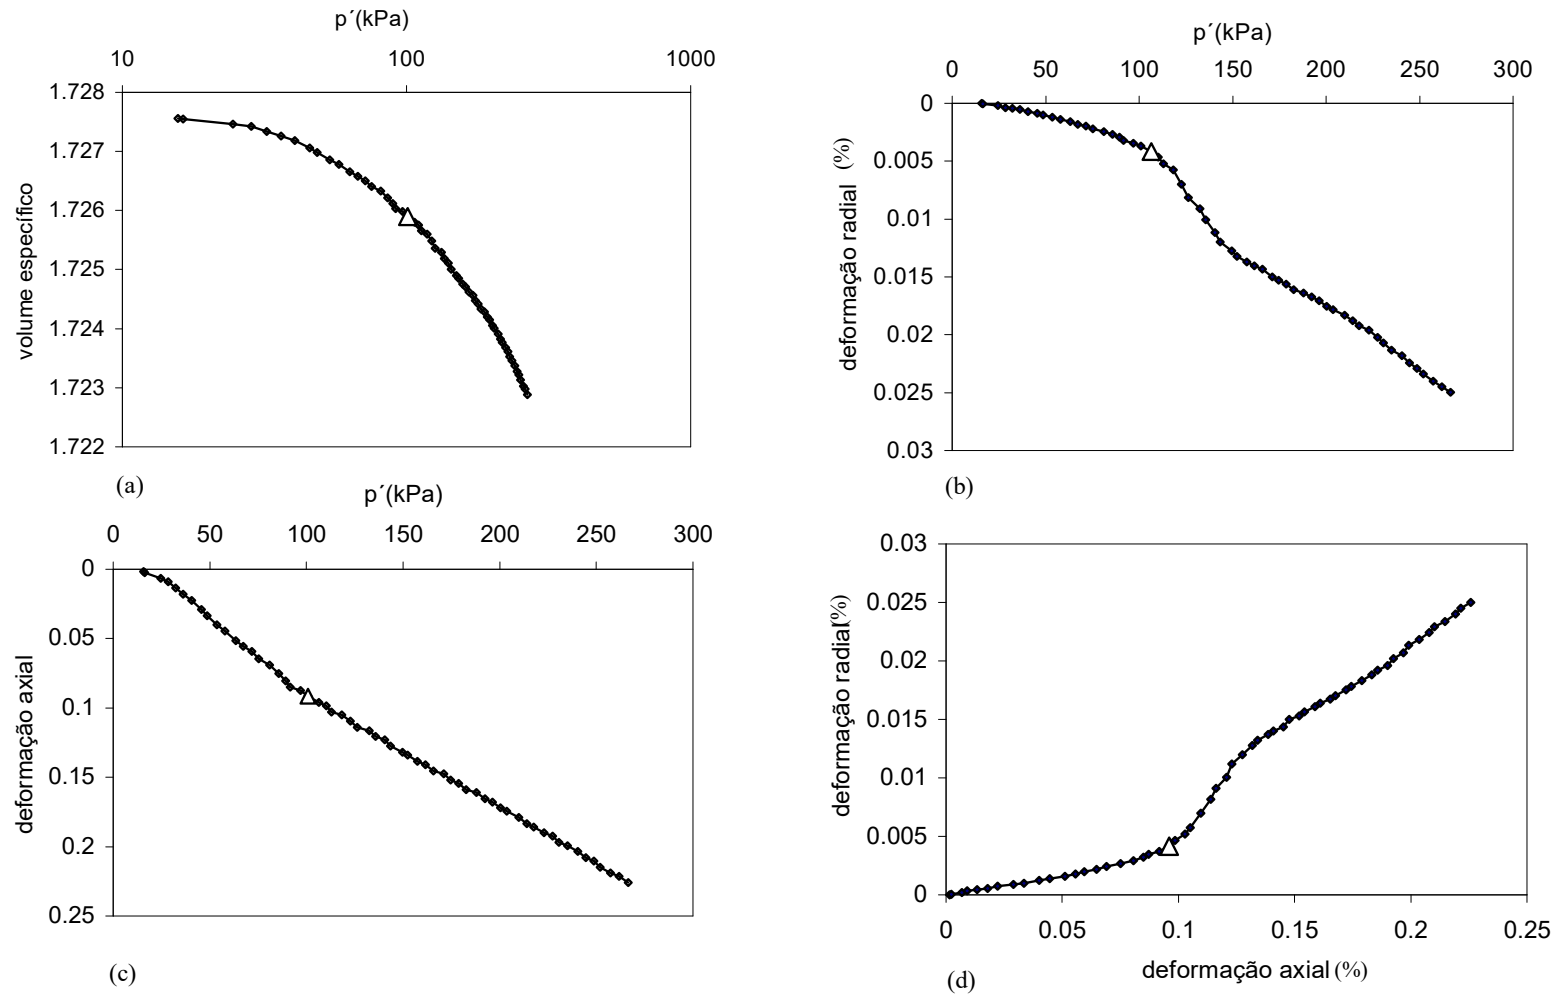 p´(kPa)
10 100 1000
1.728
1.727
1.726
1.725
1.724
1.723
1.722
volume específico
(a)
p´(kPa)
0 50 100 150 200 250 300
0
0.005
0.01
0.015
0.02
0.025
0.03
deformação radial (%)
(b)
p´(kPa)
0 50 100 150 200 250 300
0
0.05
0.1
0.15
0.2
0.25
deformação axial
(c)
0.03
0.025
0.02
0.015
0.01
0.005
0
deformação radial(%)
0 0.05 0.1 0.15 0.2 0.25
deformação axial (%)
(d)